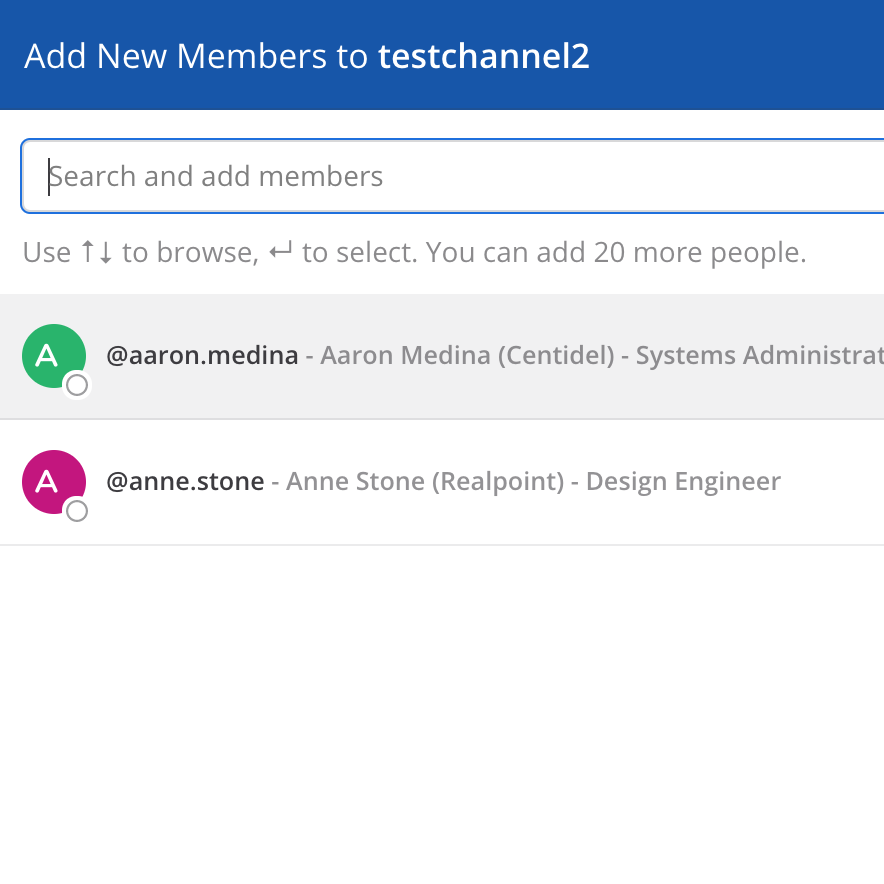 Add New Members to testchannel2
Search and add members
Use ↑↓ to browse, ↵ to select. You can add 20 more people.
A @aaron.medina - Aaron Medina (Centidel) - Systems Administrat
A @anne.stone - Anne Stone (Realpoint) - Design Engineer